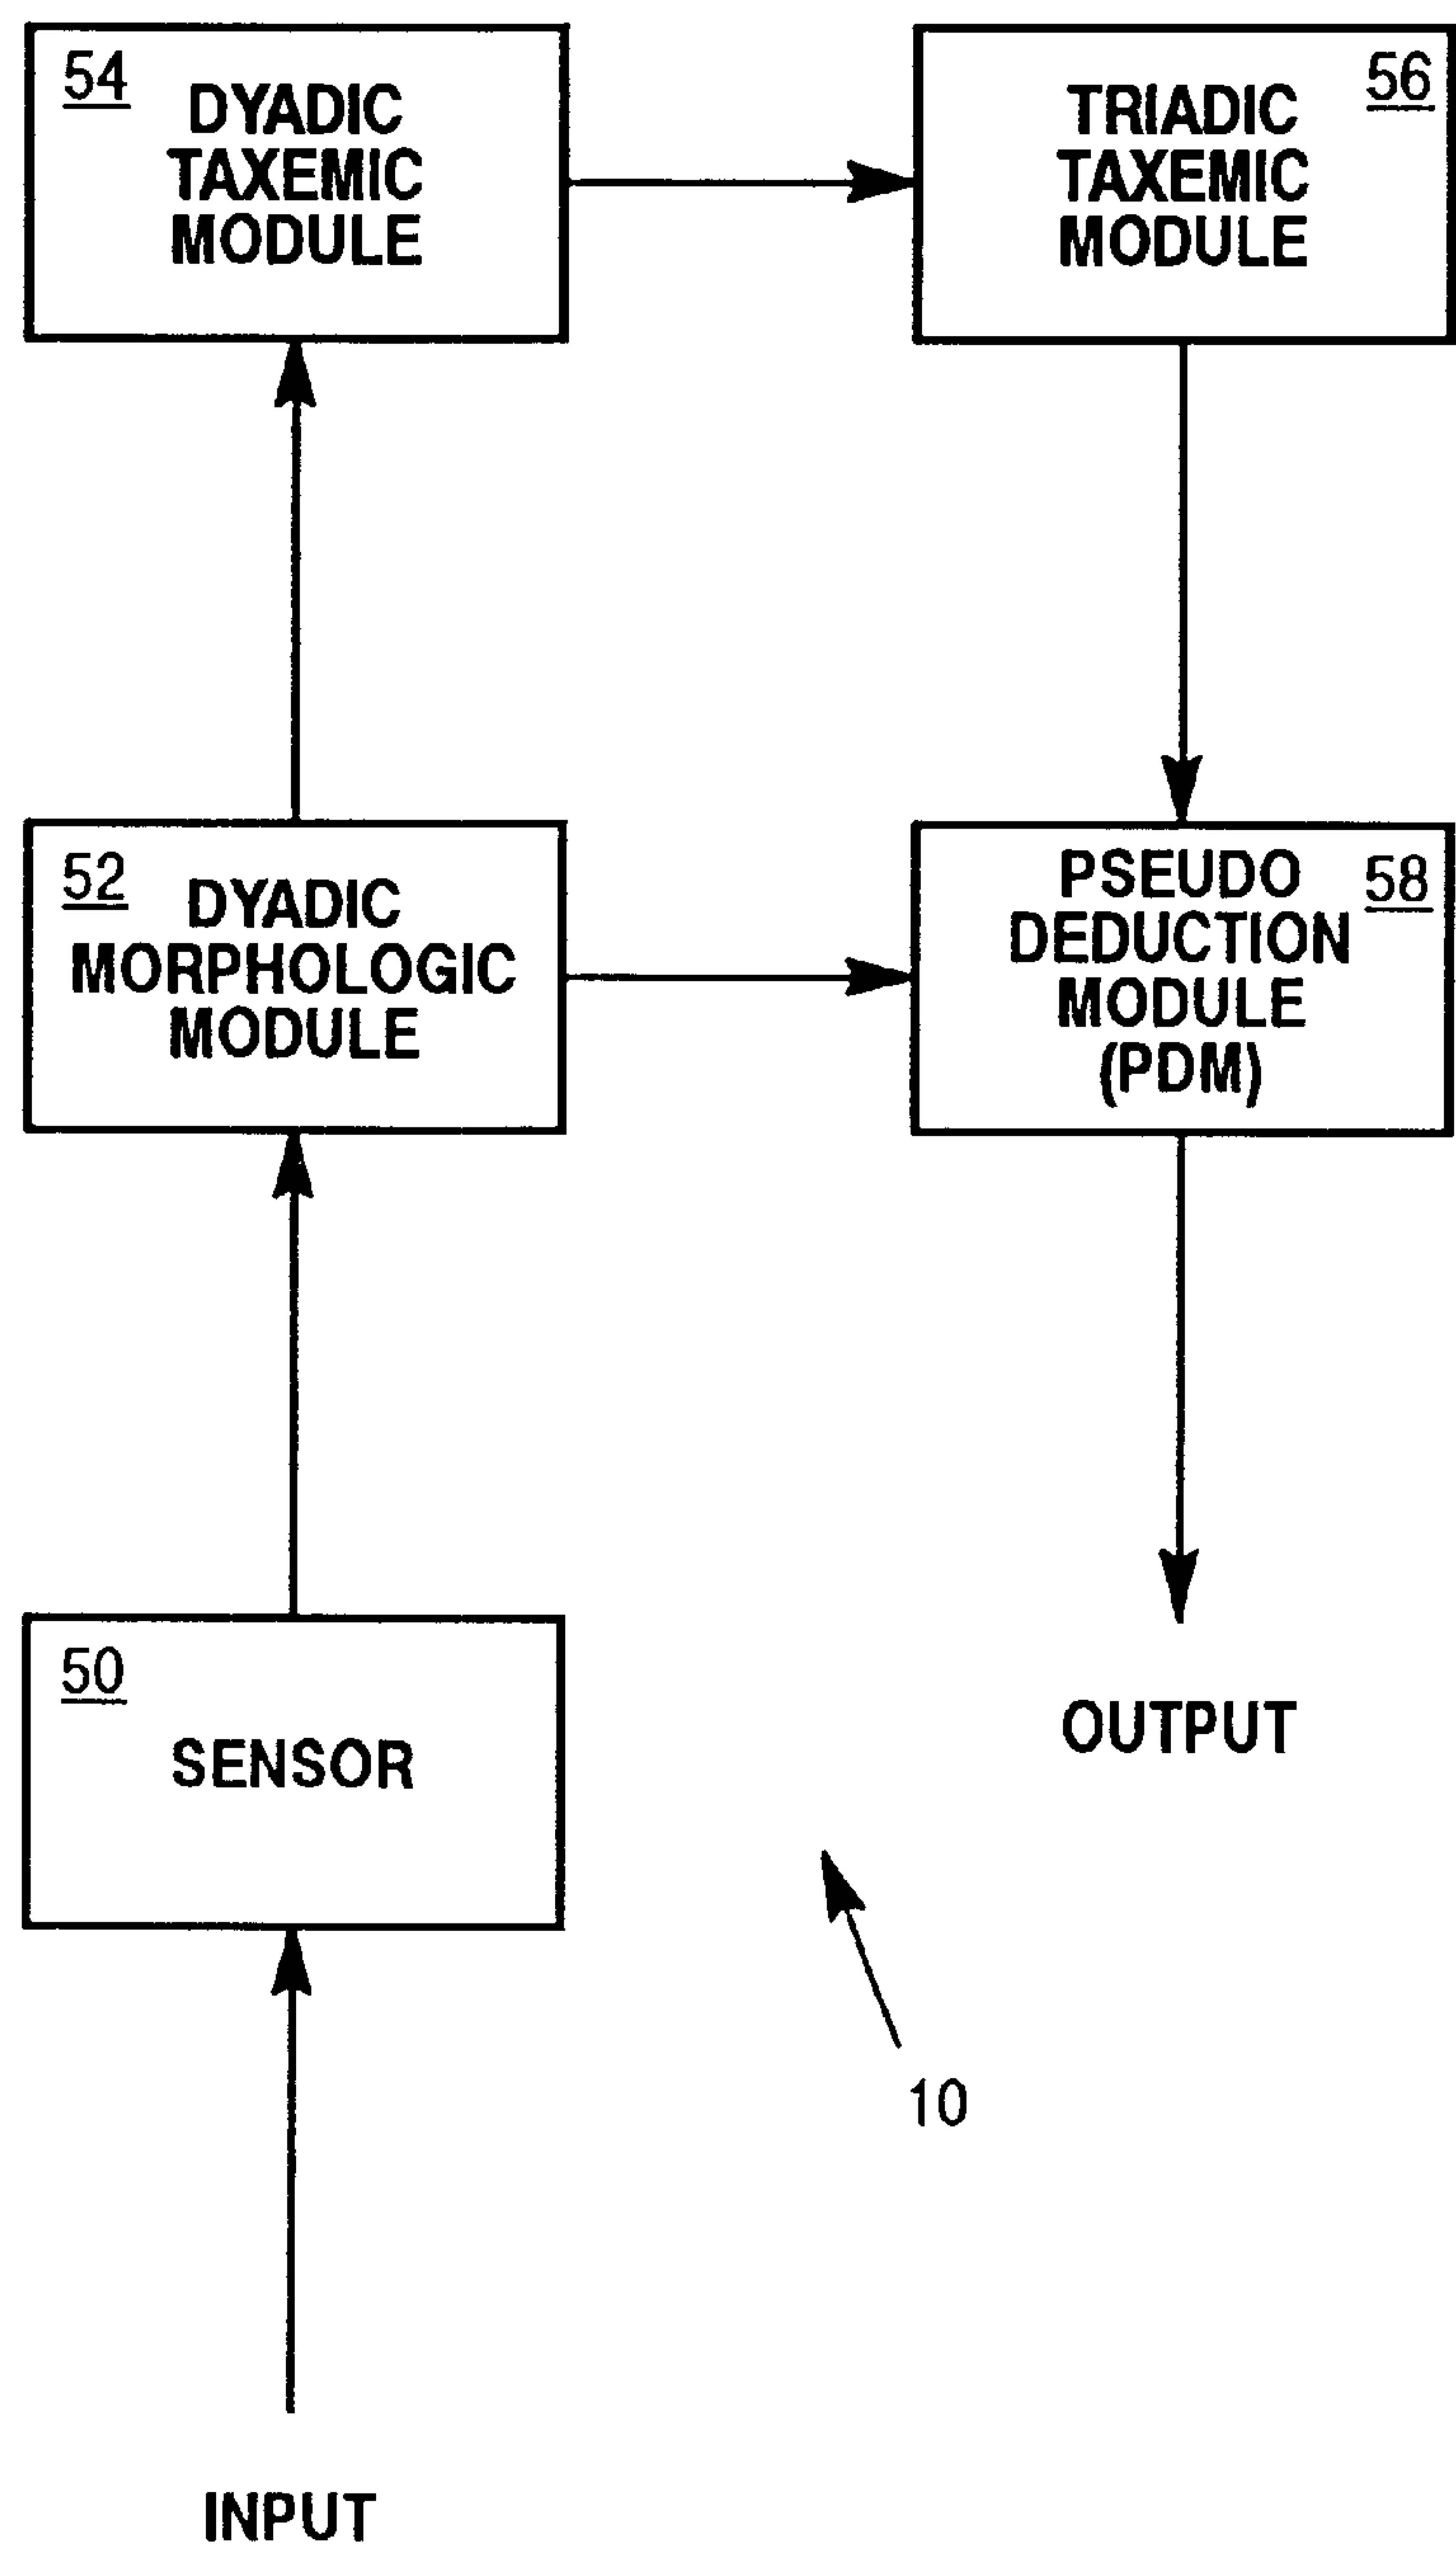 54
DYADIC
TAXEMIC
MODULE
56
TRIADIC
TAXEMIC
MODULE
52
DYADIC
MORPHOLOGIC
MODULE
58
PSEUDO
DEDUCTION
MODULE
(PDM)
50
SENSOR
OUTPUT
10
INPUT